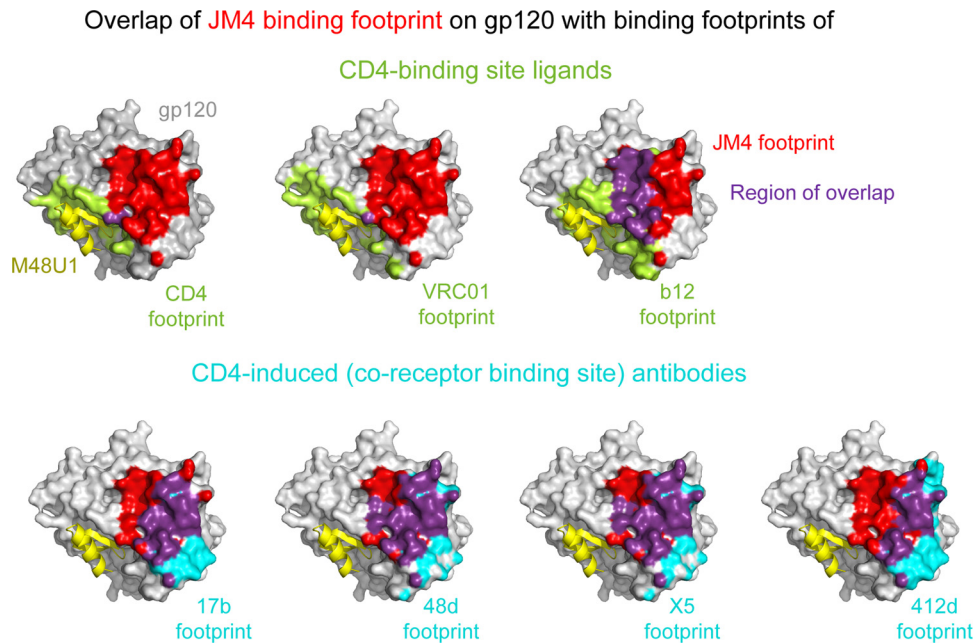 Overlap of JM4 binding footprint on gp120 with binding footprints of
CD4-binding site ligands
gp120
JM4 footprint
Region of overlap
M48U1
CD4
footprint
VRC01
footprint
b12
footprint
CD4-induced (co-receptor binding site) antibodies
17b
footprint
48d
footprint
X5
footprint
412d
footprint